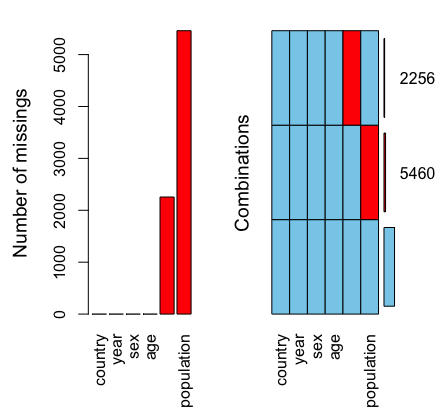 Number of missings
5000
4000
3000
2000
1000
0
country
year
sex
age
population
Combinations
2256
5460
country
year
sex
age
population